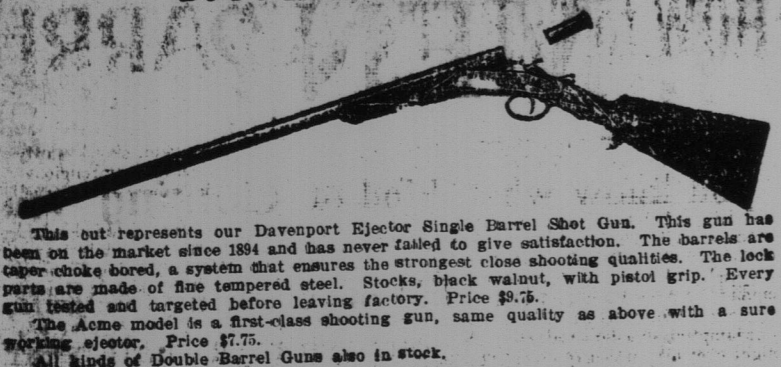 This cut represents our Davenport Ejector Single Barrel Shot Gun. This gun has
been on the market since 1894 and has never failed to give satisfaction. The barrels are
taper choke bored, a system that ensures the strongest close shooting qualities. The lock
parts are made of fine tempered steel. Stocks, black walnut, with pistol grip. Every
gun tested and targeted before leaving factory. Price $9.75.
The Acme model is a first-class shooting gun, same quality as above with a sure
working ejector. Price $7.75.
All kinds of Double Barrel Guns also in stock.